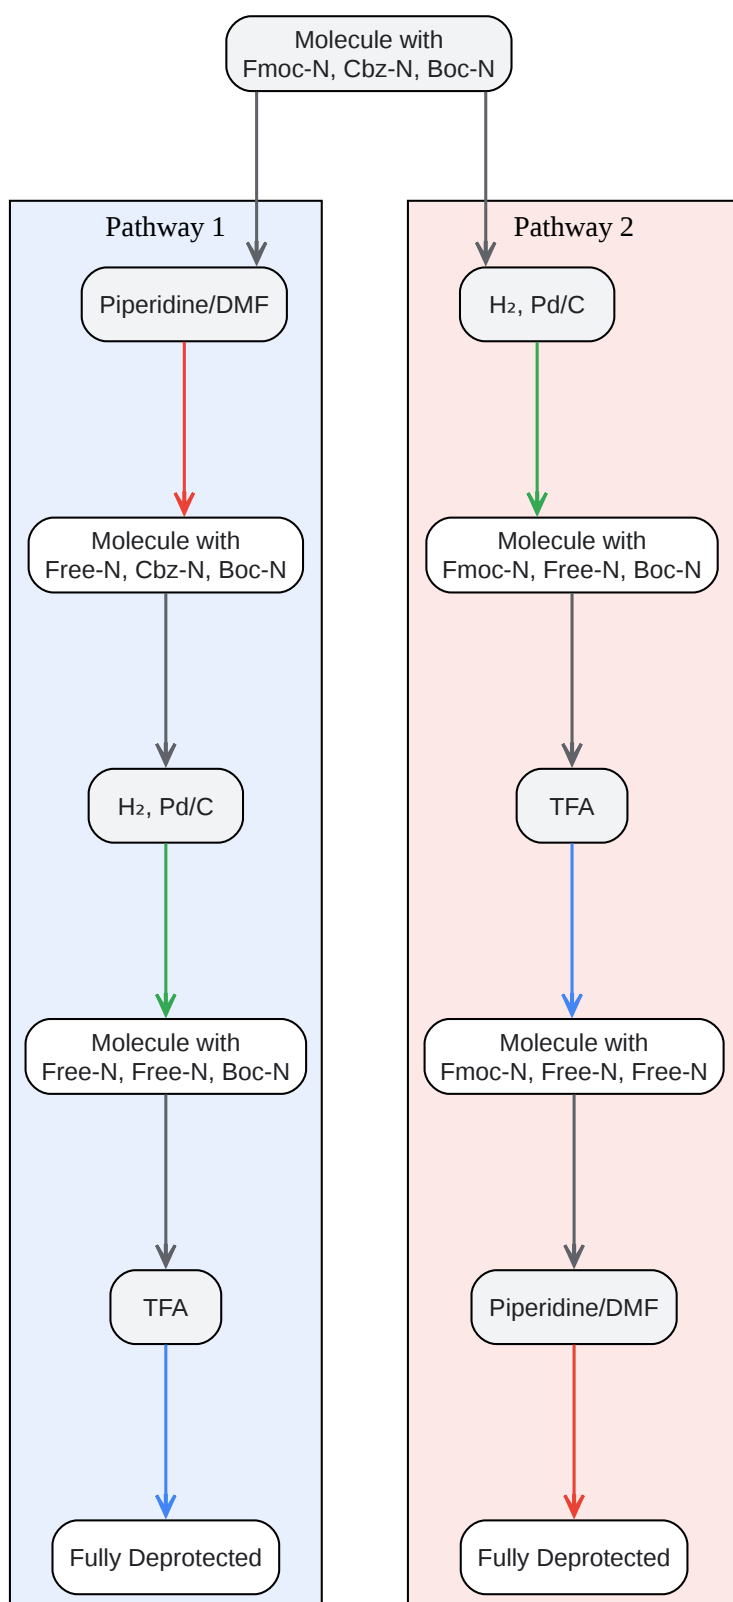 Molecule with
Fmoc-N, Cbz-N, Boc-N
Pathway 1
Piperidine/DMF
Molecule with
Free-N, Cbz-N, Boc-N
H₂, Pd/C
Molecule with
Free-N, Free-N, Boc-N
TFA
Fully Deprotected
Pathway 2
H₂, Pd/C
Molecule with
Fmoc-N, Free-N, Boc-N
TFA
Molecule with
Fmoc-N, Free-N, Free-N
Piperidine/DMF
Fully Deprotected